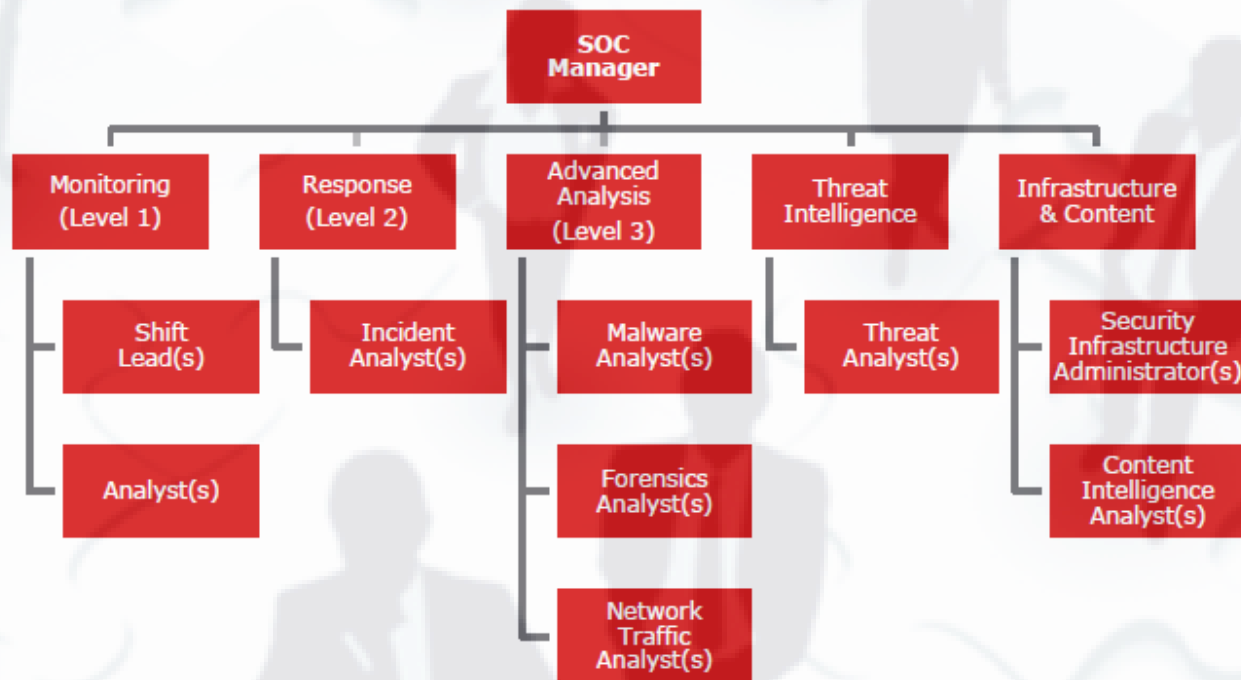 SOC
Manager
Monitoring
(Level 1)
Response
(Level 2)
Advanced
Analysis
(Level 3)
Threat
Intelligence
Infrastructure
& Content
Shift
Lead(s)
Incident
Analyst(s)
Malware
Analyst(s)
Threat
Analyst(s)
Security
Infrastructure
Administrator(s)
Analyst(s)
Forensics
Analyst(s)
Content
Intelligence
Analyst(s)
Network
Traffic
Analyst(s)